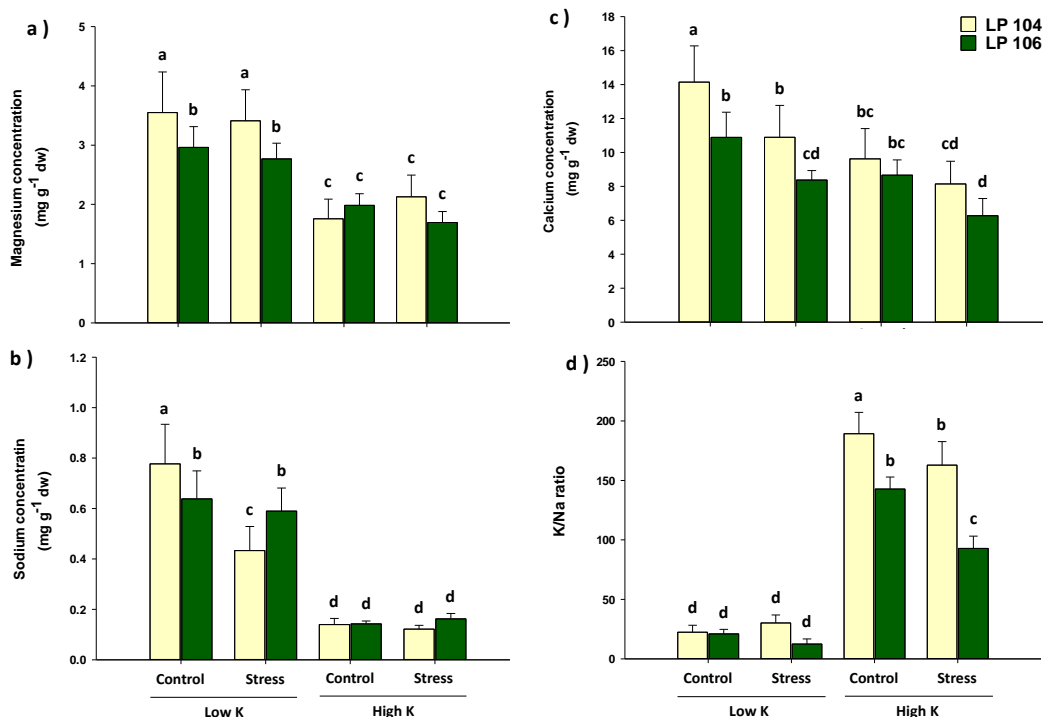 a )
Magnesium concentration
(mg g-1 dw)
5
4
3
2
1
0
a
b
a
b
c
c
c
c
c )
Calcium concentration
(mg g-1 dw)
18
16
14
12
10
8
6
4
2
0
a
b
b
cd
bc
bc
cd
d
LP 104
LP 106
b )
Sodium concentratin
(mg g-1 dw)
1.2
1.0
0.8
0.6
0.4
0.2
0.0
a
b
c
b
d
d
d
d
Control
Stress
Control
Stress
Low K
High K
d )
K/Na ratio
250
200
150
100
50
0
d
d
d
d
a
b
b
c
Control
Stress
Control
Stress
Low K
High K